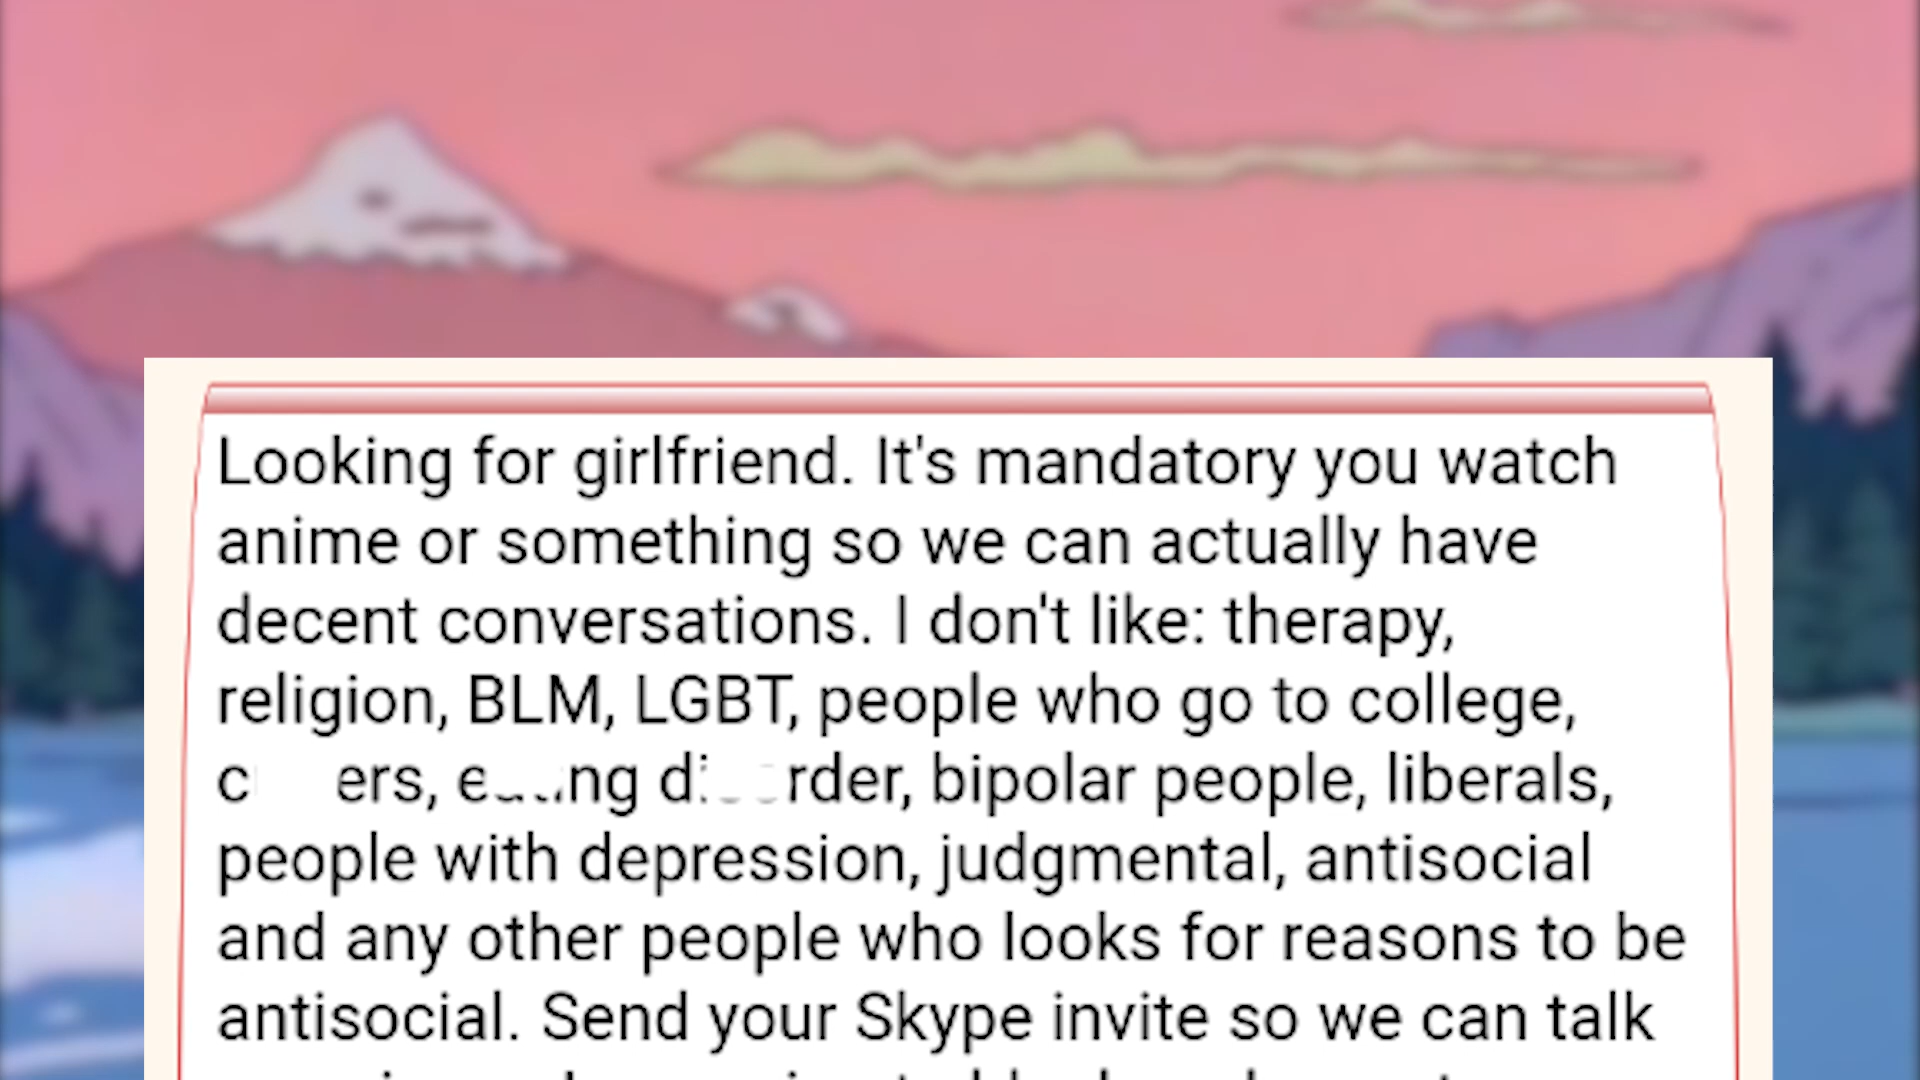 Looking for girlfriend. It's mandatory you watch
anime or something so we can actually have
decent conversations. I don't like: therapy,
religion, BLM, LGBT, people who go to college,
eating disorder, bipolar people, liberals,
people with depression, judgmental, antisocial
and any other people who looks for reasons to be
antisocial. Send your Skype invite so we can talk